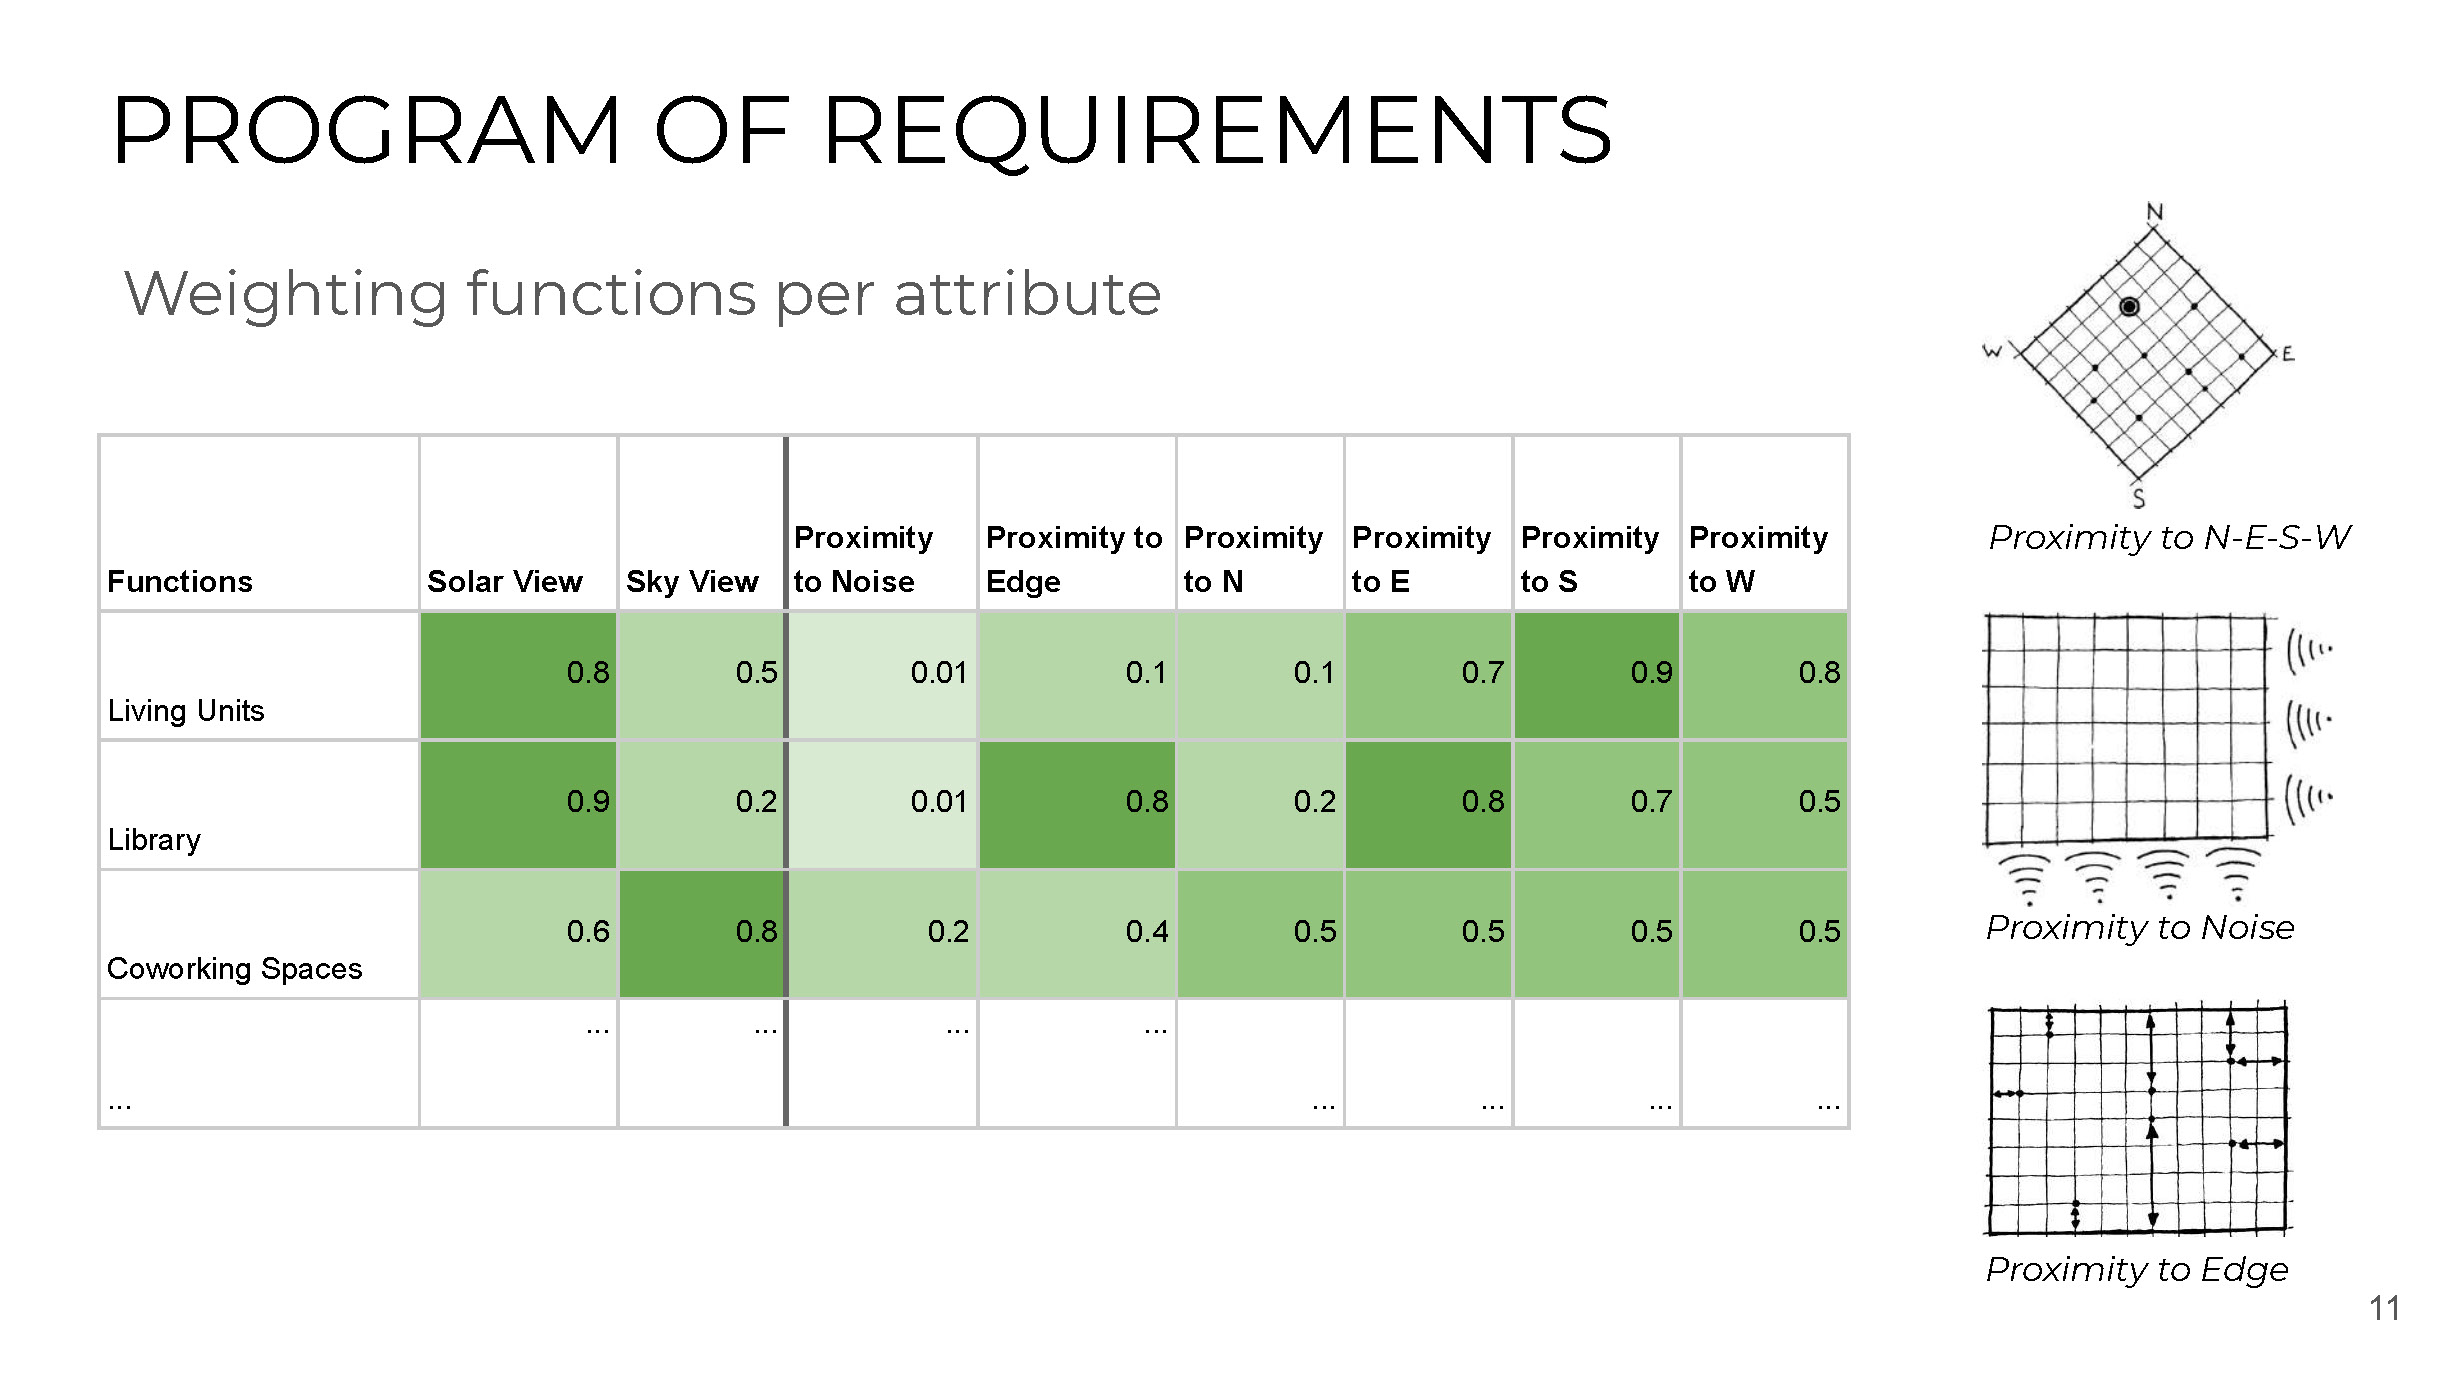 PROGRAM OF REQUIREMENTS
Weighting functions per attribute
Functions Solar View Sky View Proximity to Noise Proximity to Edge Proximity to N Proximity to E Proximity to S Proximity to W
Living Units 0.8 0.5 0.01 0.1 0.1 0.7 0.9 0.8
Library 0.9 0.2 0.01 0.8 0.2 0.8 0.7 0.5
Coworking Spaces 0.6 0.8 0.2 0.4 0.5 0.5 0.5 0.5
... ... ... ... ... ... ... ... ...
N
W E
S
Proximity to N-E-S-W
Proximity to Noise
Proximity to Edge
11